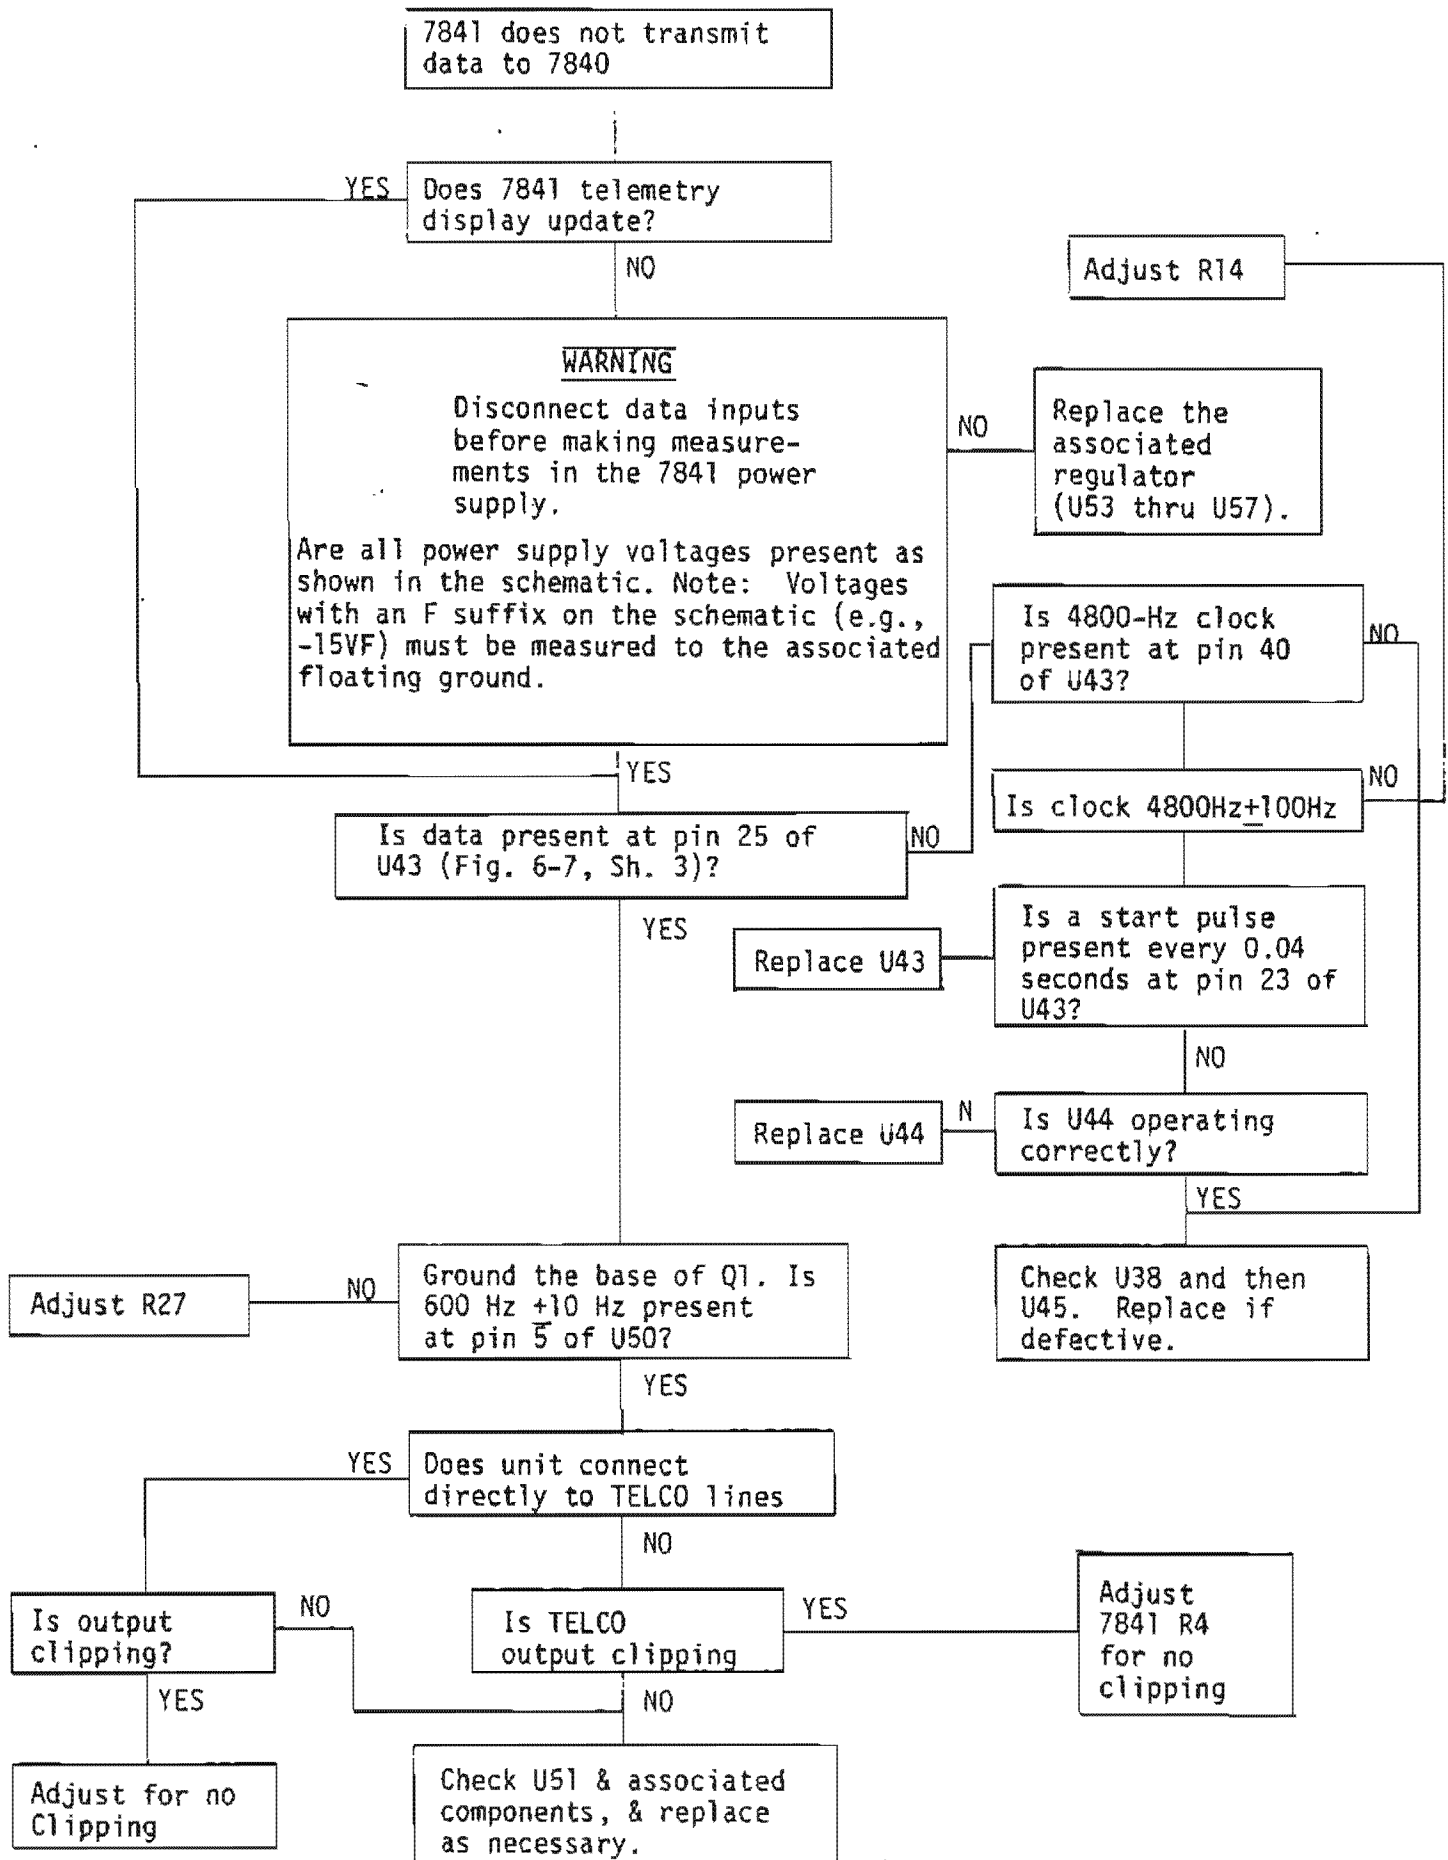 7841 does not transmit
data to 7840
YES
Does 7841 telemetry
display update?
NO
Adjust R14
WARNING
Disconnect data inputs
before making measure-
ments in the 7841 power
supply.
Are all power supply voltages present as
shown in the schematic. Note: Voltages
with an F suffix on the schematic (e.g.,
-15VF) must be measured to the associated
floating ground.
NO
Replace the
associated
regulator
(U53 thru U57).
Is 4800-Hz clock
present at pin 40
of U43?
NO
YES
Is clock 4800Hz±100Hz
NO
Is data present at pin 25 of
U43 (Fig. 6-7, Sh. 3)?
NO
YES
Is a start pulse
present every 0.04
seconds at pin 23 of
U43?
Replace U43
NO
Is U44 operating
correctly?
N
Replace U44
YES
Check U38 and then
U45. Replace if
defective.
Ground the base of Q1. Is
600 Hz ±10 Hz present
at pin 5 of U50?
NO
Adjust R27
YES
Does unit connect
directly to TELCO lines
YES
NO
Is output
clipping?
NO
Is TELCO
output clipping
YES
Adjust
7841 R4
for no
clipping
YES
NO
Adjust for no
Clipping
Check U51 & associated
components, & replace
as necessary.